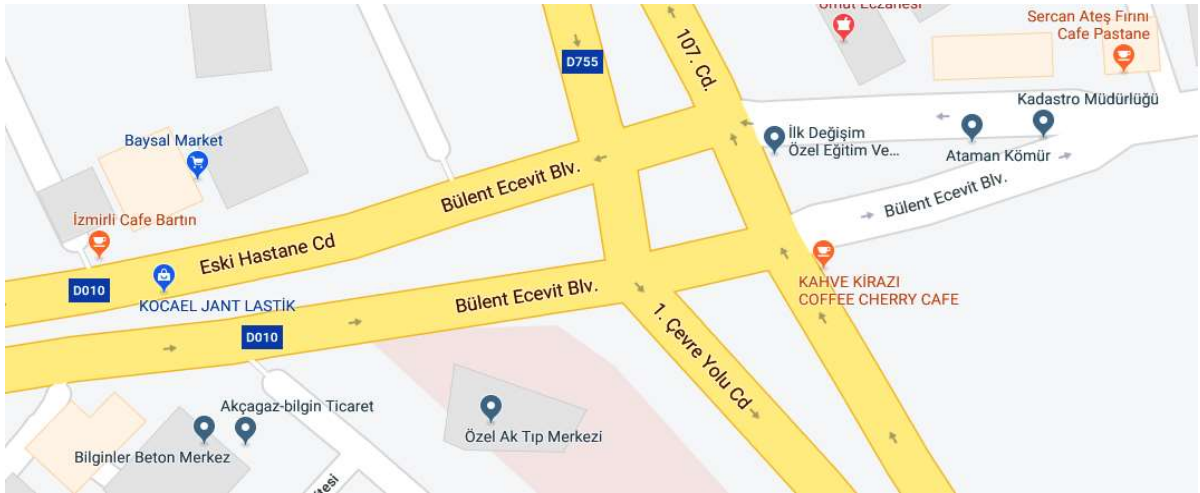 Umut Eczanesi
Sercan Ateş Fırını
Cafe Pastane
D755
107. Cd.
Kadastro Müdürlüğü
Baysal Market
İlk Değişim
Özel Eğitim Ve...
Ataman Kömür
Bülent Ecevit Blv.
Bülent Ecevit Blv.
İzmirli Cafe Bartın
Eski Hastane Cd
D010
KOCAEL JANT LASTİK
Bülent Ecevit Blv.
KAHVE KİRAZI
COFFEE CHERRY CAFE
D010
1. Çevre Yolu Cd
Akçagaz-bilgin Ticaret
Özel Ak Tıp Merkezi
Bilginler Beton Merkez
itesi